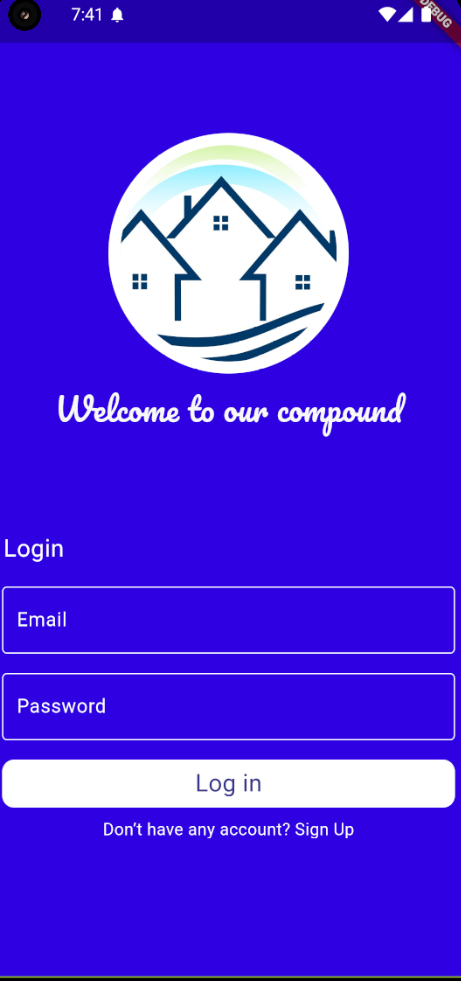 7:41
DEBUG
Welcome to our compound
Login
Email
Password
Log in
Don't have any account? Sign Up